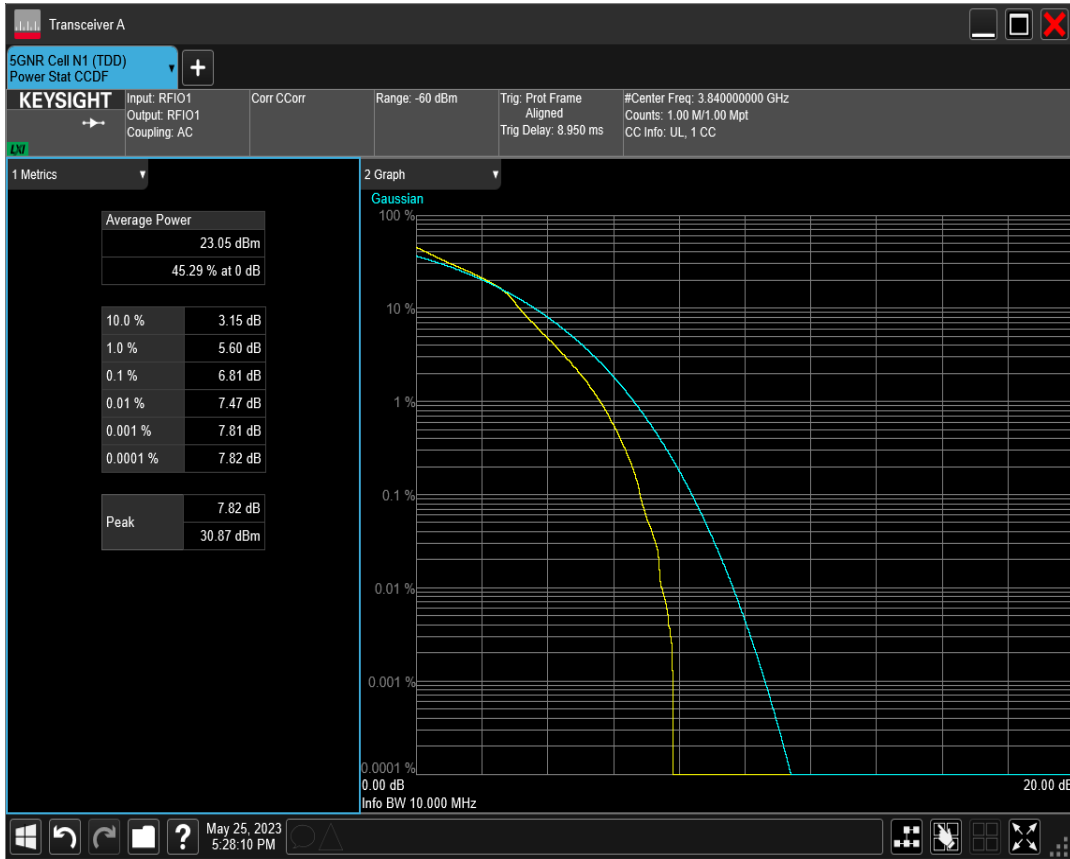 Transceiver A
5GNR Cell N1 (TDD)
Power Stat CCDF
+
KEYSIGHT
LXI
Input: RFIO1
Output: RFIO1
Coupling: AC
Corr CCorr
Range: -60 dBm
Trig: Prot Frame
Aligned
Trig Delay: 8.950 ms
#Center Freq: 3.840000000 GHz
Counts: 1.00 M/1.00 Mpt
CC Info: UL, 1 CC
1 Metrics
Average Power
23.05 dBm
45.29 % at 0 dB
10.0 % 3.15 dB
1.0 % 5.60 dB
0.1 % 6.81 dB
0.01 % 7.47 dB
0.001 % 7.81 dB
0.0001 % 7.82 dB
Peak 7.82 dB
30.87 dBm
2 Graph
Gaussian
100 %
10 %
1 %
0.1 %
0.01 %
0.001 %
0.0001 %
0.00 dB 20.00 dB
Info BW 10.000 MHz
?
May 25, 2023
5:28:10 PM